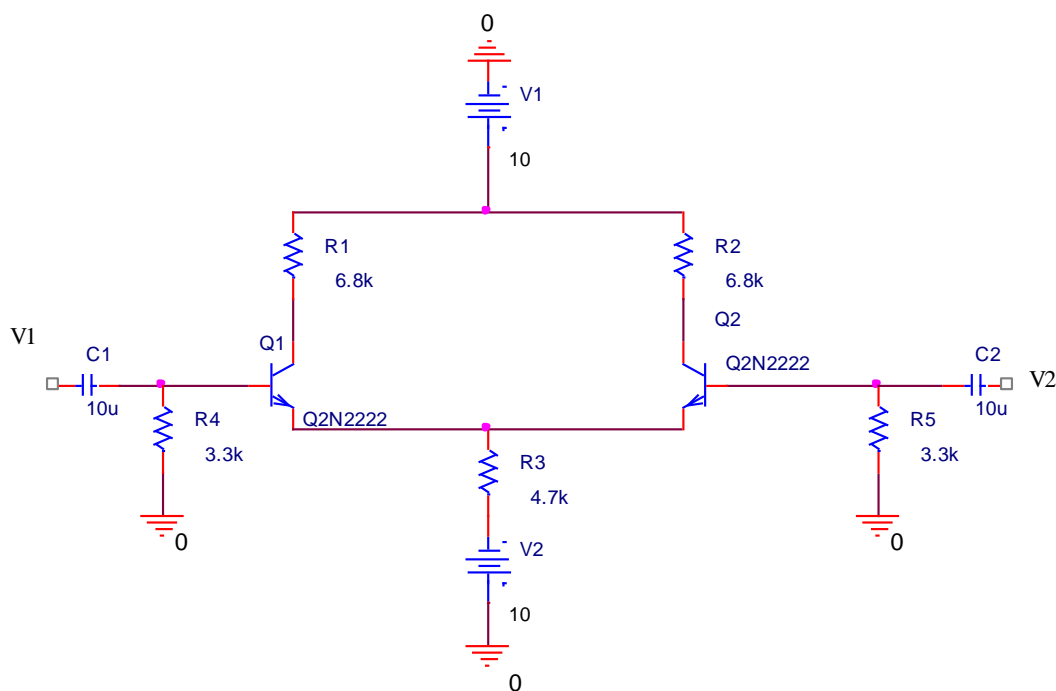 0
V1
10
R1
6.8k
R2
6.8k
V1
C1
10u
Q1
Q2N2222
Q2
Q2N2222
C2
10u
V2
R4
3.3k
R3
4.7k
R5
3.3k
0
0
V2
10
0